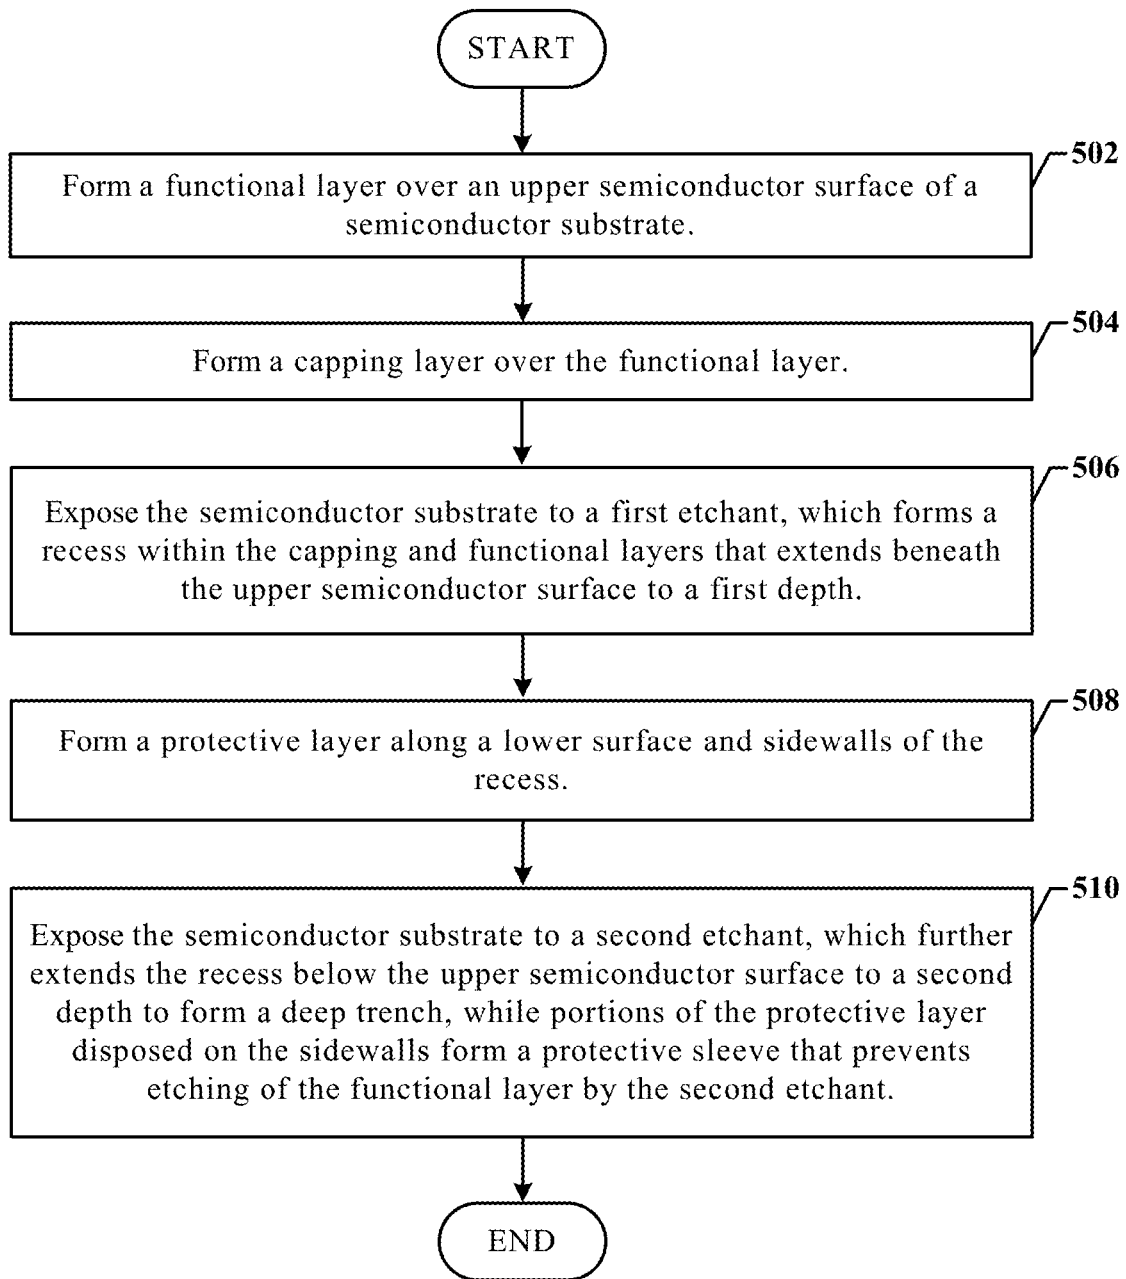 START
502
Form a functional layer over an upper semiconductor surface of a
semiconductor substrate.
504
Form a capping layer over the functional layer.
506
Expose the semiconductor substrate to a first etchant, which forms a
recess within the capping and functional layers that extends beneath
the upper semiconductor surface to a first depth.
508
Form a protective layer along a lower surface and sidewalls of the
recess.
510
Expose the semiconductor substrate to a second etchant, which further
extends the recess below the upper semiconductor surface to a second
depth to form a deep trench, while portions of the protective layer
disposed on the sidewalls form a protective sleeve that prevents
etching of the functional layer by the second etchant.
END